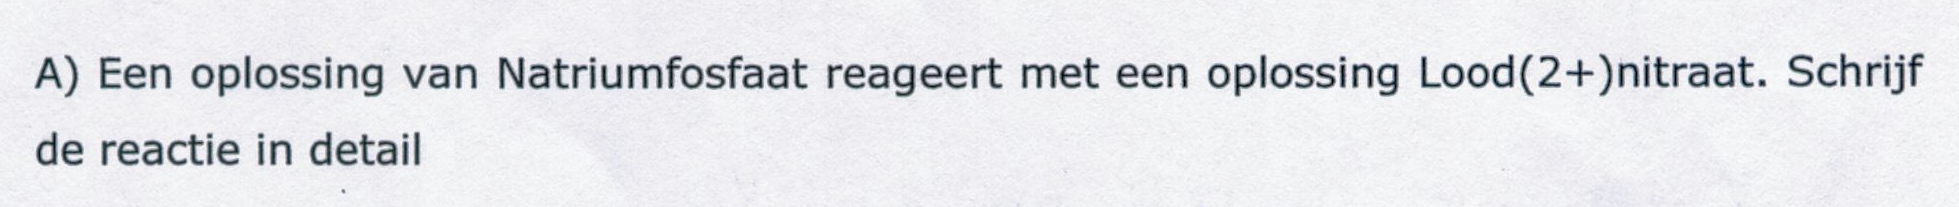 A) Een oplossing van Natriumfosfaat reageert met een oplossing Lood(2+)nitraat. Schrijf
de reactie in detail